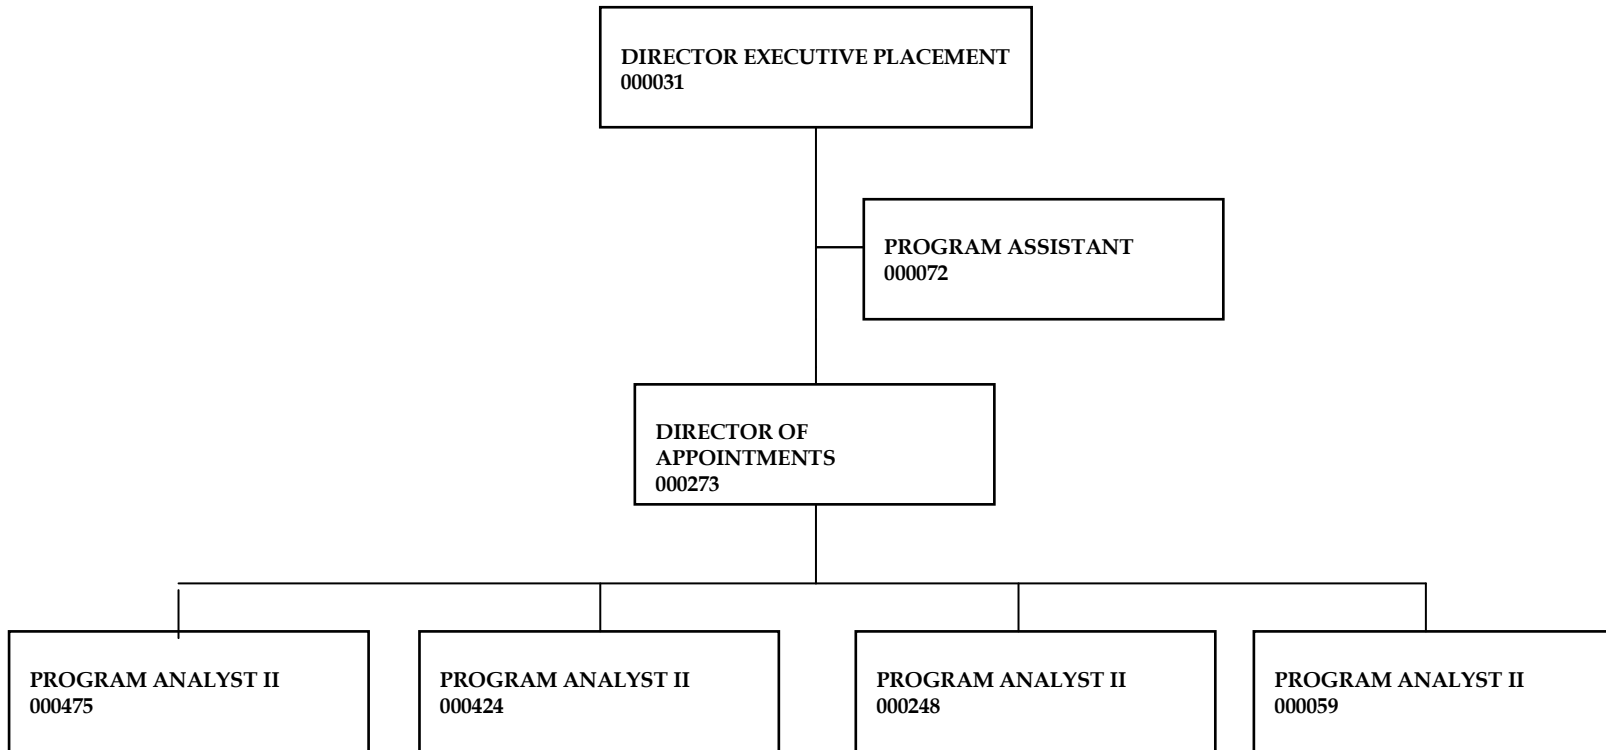 DIRECTOR EXECUTIVE PLACEMENT
000031
PROGRAM ASSISTANT
000072
DIRECTOR OF
APPOINTMENTS
000273
PROGRAM ANALYST II
000475
PROGRAM ANALYST II
000424
PROGRAM ANALYST II
000248
PROGRAM ANALYST II
000059